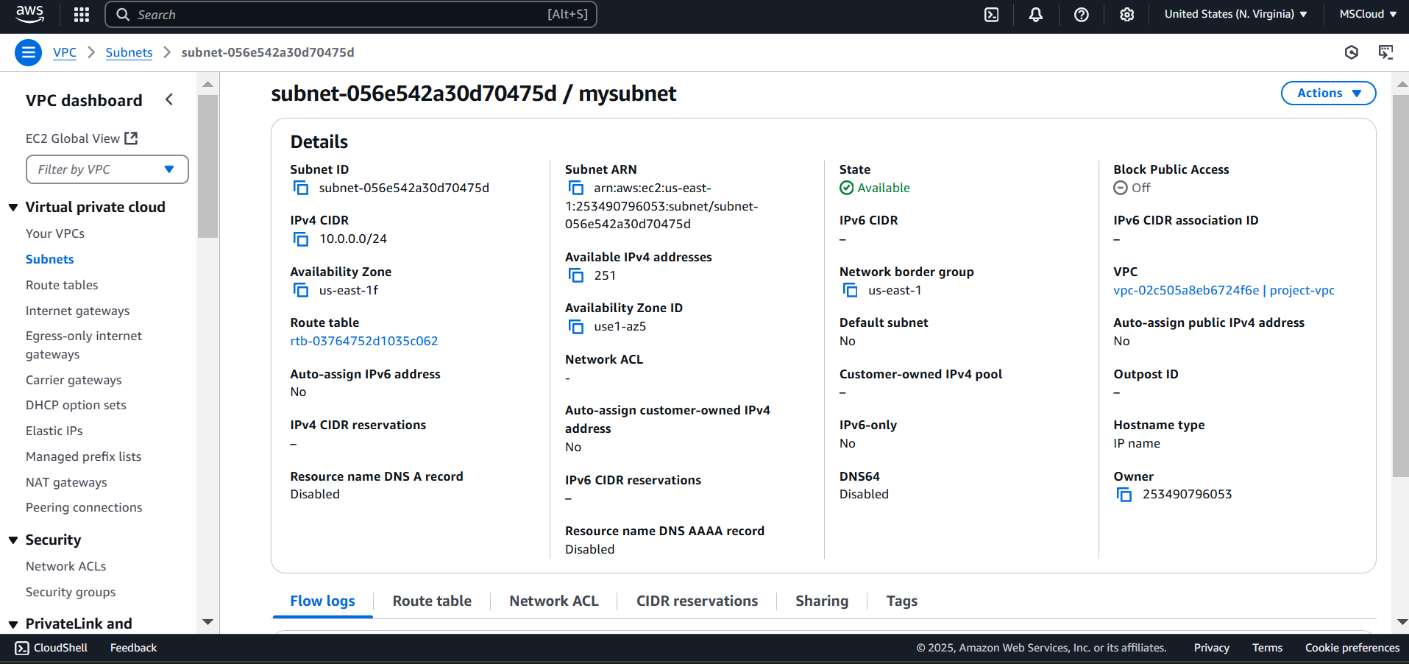 aws
Search [Alt+S]
United States (N. Virginia)
MSCloud
VPC
Subnets
subnet-056e542a30d70475d
VPC dashboard
EC2 Global View
Filter by VPC
Virtual private cloud
Your VPCs
Subnets
Route tables
Internet gateways
Egress-only internet
gateways
Carrier gateways
DHCP option sets
Elastic IPs
Managed prefix lists
NAT gateways
Peering connections
Security
Network ACLs
Security groups
PrivateLink and
subnet-056e542a30d70475d / mysubnet
Actions
Details
Subnet ID
subnet-056e542a30d70475d
IPv4 CIDR
10.0.0.0/24
Availability Zone
us-east-1f
Route table
rtb-03764752d1035c062
Auto-assign IPv6 address
No
IPv4 CIDR reservations
–
Resource name DNS A record
Disabled
Subnet ARN
arn:aws:ec2:us-east-
1:253490796053:subnet/subnet-
056e542a30d70475d
Available IPv4 addresses
251
Availability Zone ID
use1-az5
Network ACL
-
Auto-assign customer-owned IPv4
address
No
IPv6 CIDR reservations
–
Resource name DNS AAAA record
Disabled
State
Available
IPv6 CIDR
–
Network border group
us-east-1
Default subnet
No
Customer-owned IPv4 pool
–
IPv6-only
No
DNS64
Disabled
Block Public Access
Off
IPv6 CIDR association ID
–
VPC
vpc-02c505a8eb6724f6e | project-vpc
Auto-assign public IPv4 address
No
Outpost ID
–
Hostname type
IP name
Owner
253490796053
Flow logs
Route table
Network ACL
CIDR reservations
Sharing
Tags
CloudShell
Feedback
© 2025, Amazon Web Services, Inc. or its affiliates.
Privacy
Terms
Cookie preferences